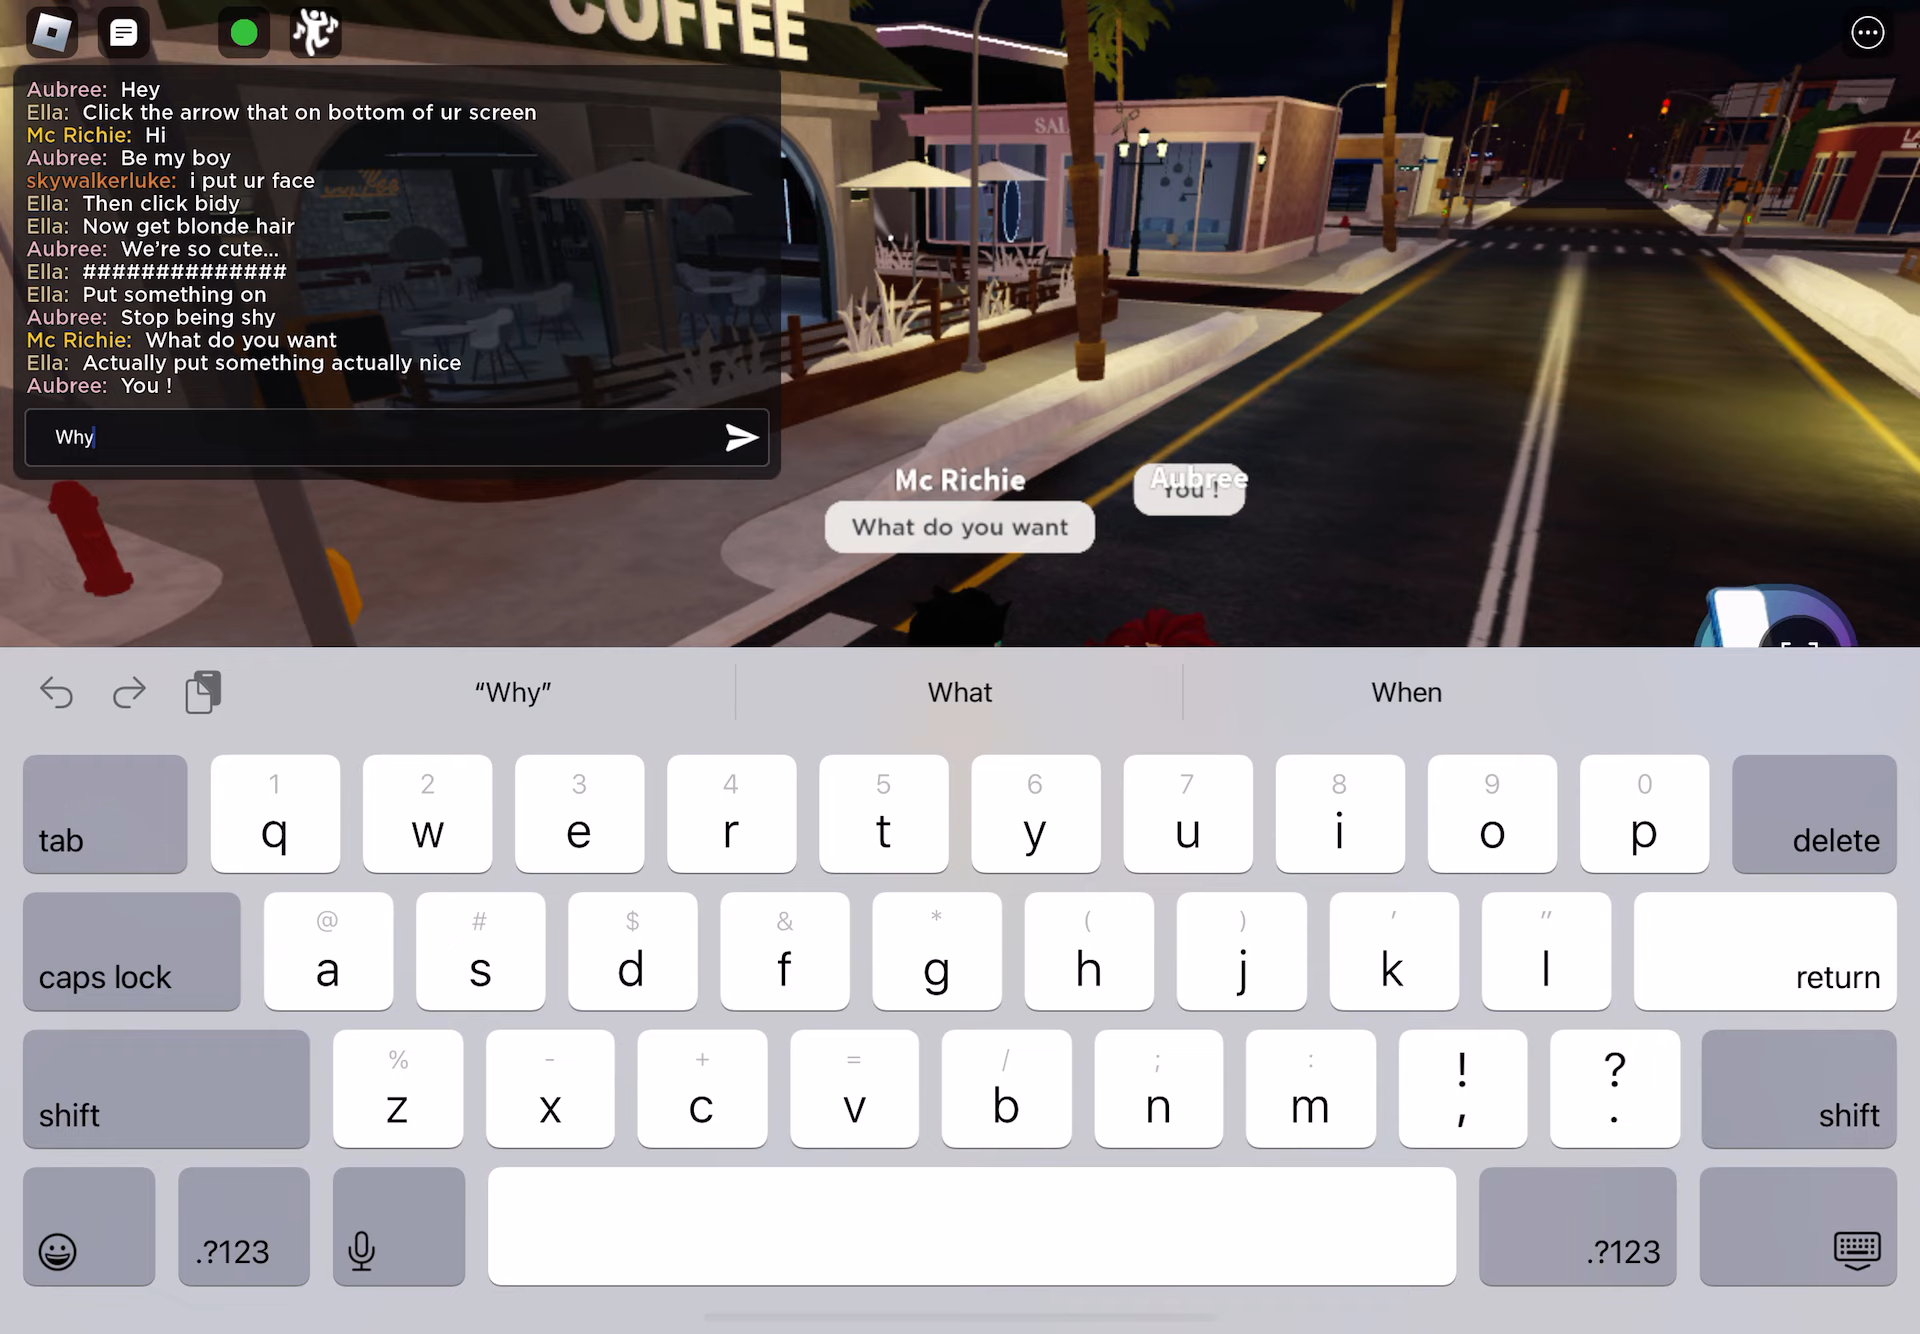 COFFEE
SAL
LA
Aubree: Hey
Ella: Click the arrow that on bottom of ur screen
Mc Richie: Hi
Aubree: Be my boy
skywalkerluke: i put ur face
Ella: Then click bidy
Ella: Now get blonde hair
Aubree: We’re so cute...
Ella: ##############
Ella: Put something on
Aubree: Stop being shy
Mc Richie: What do you want
Ella: Actually put something actually nice
Aubree: You !
Why
Mc Richie
What do you want
Aubree
You !
“Why” What When
tab 1 q 2 w 3 e 4 r 5 t 6 y 7 u 8 i 9 o 0 p delete
caps lock @ a # s $ d & f * g ( h ) j ' k " l return
shift % z - x + c = v / b ; n : m ! , ? . shift
.?123 .?123